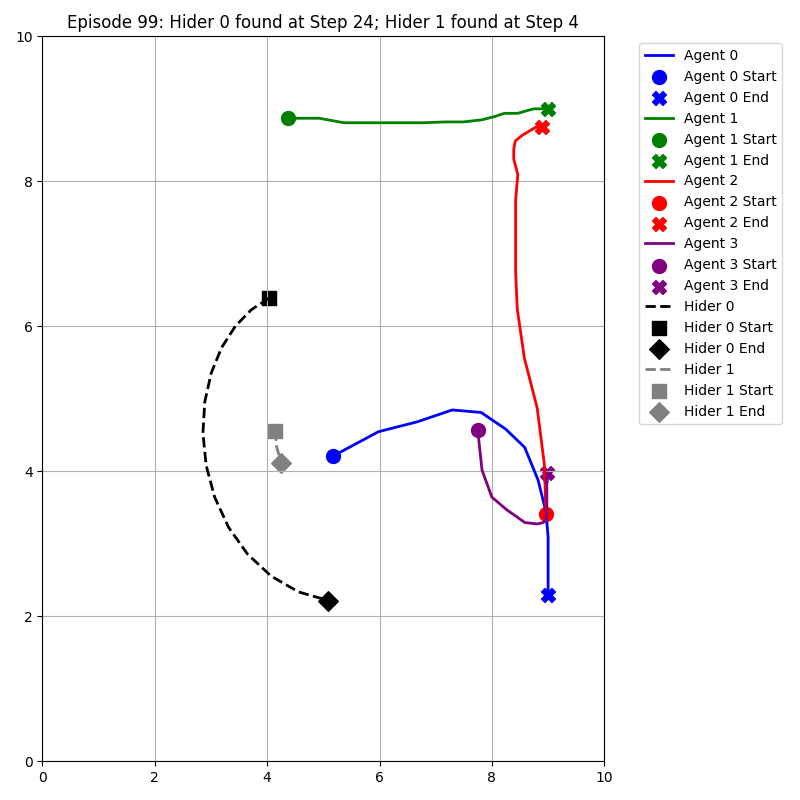 Episode 99: Hider 0 found at Step 24; Hider 1 found at Step 4
10
8
6
4
2
0
0 2 4 6 8 10
Agent 0
Agent 0 Start
Agent 0 End
Agent 1
Agent 1 Start
Agent 1 End
Agent 2
Agent 2 Start
Agent 2 End
Agent 3
Agent 3 Start
Agent 3 End
Hider 0
Hider 0 Start
Hider 0 End
Hider 1
Hider 1 Start
Hider 1 End